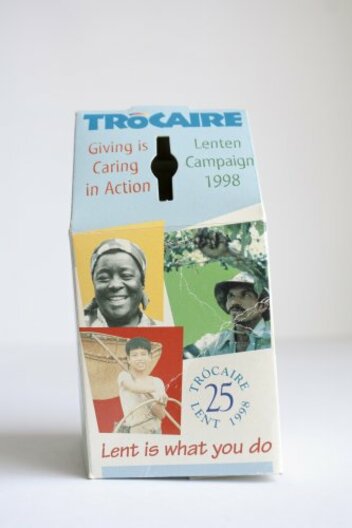 TRÓCAIRE
Giving is
Caring
in Action
Lenten
Campaign
1998
TRÓCAIRE
25
LENT 1998
Lent is what you do